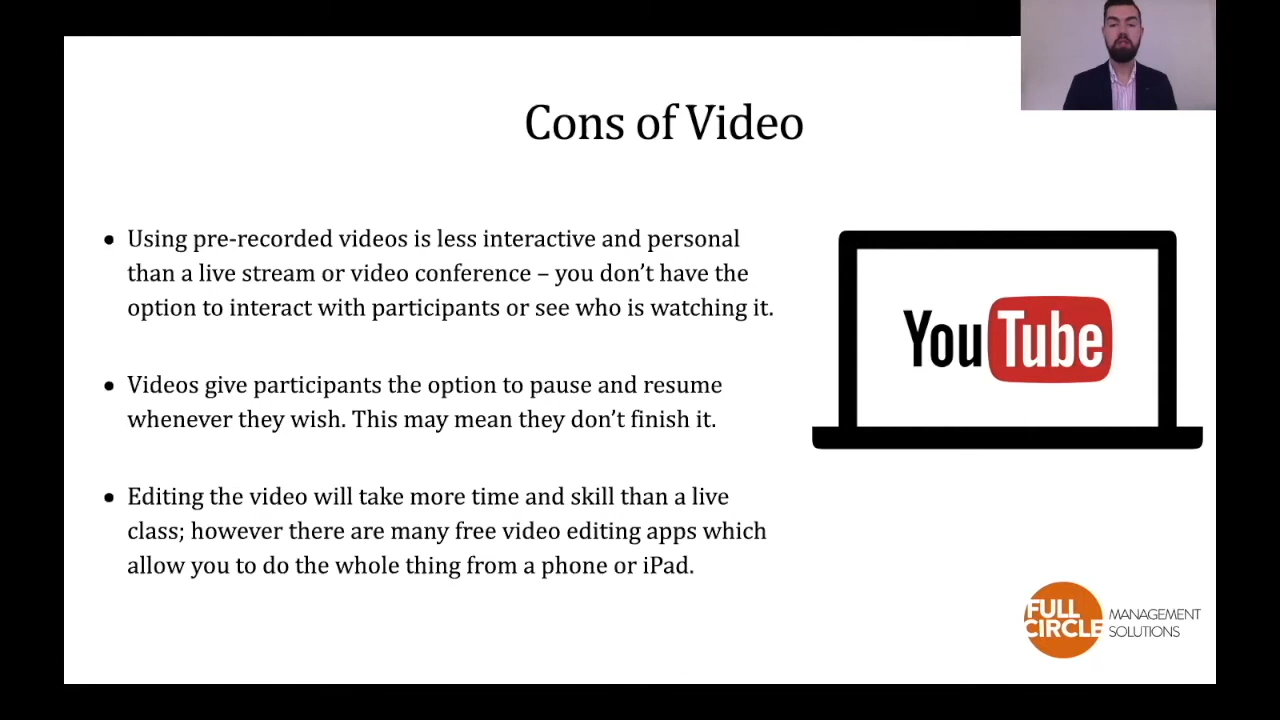 Cons of Video
• Using pre-recorded videos is less interactive and personal
than a live stream or video conference – you don’t have the
option to interact with participants or see who is watching it.
• Videos give participants the option to pause and resume
whenever they wish. This may mean they don’t finish it.
• Editing the video will take more time and skill than a live
class; however there are many free video editing apps which
allow you to do the whole thing from a phone or iPad.
YouTube
FULL
CIRCLE
MANAGEMENT
SOLUTIONS